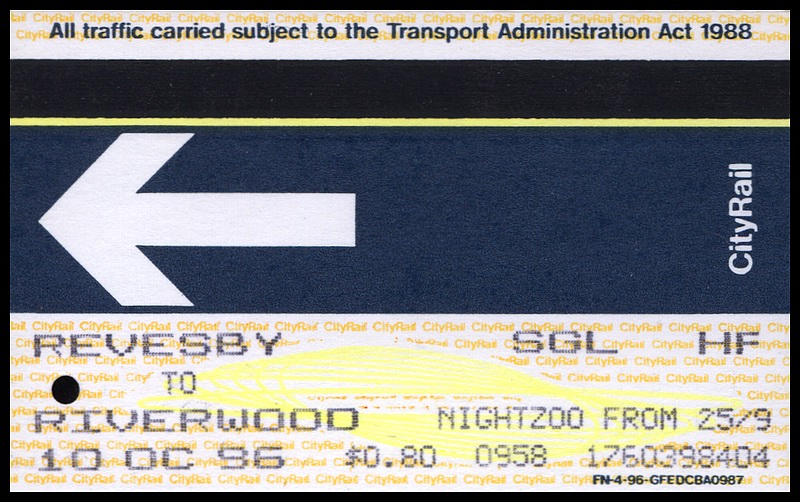 All traffic carried subject to the Transport Administration Act 1988
CityRail
REVESBY SGL HF
TO
RIVERWOOD NIGHTZOO FROM 25/9
10 OC 96 $0.80 0958 1760398404
FN-4-96-GFEDCBA0987